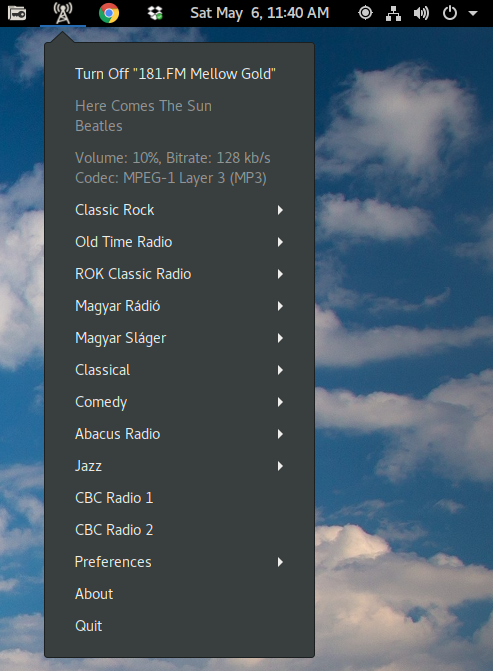 Sat May 6, 11:40 AM
Turn Off "181.FM Mellow Gold"
Here Comes The Sun
Beatles
Volume: 10%, Bitrate: 128 kb/s
Codec: MPEG-1 Layer 3 (MP3)
Classic Rock
Old Time Radio
ROK Classic Radio
Magyar Rádió
Magyar Sláger
Classical
Comedy
Abacus Radio
Jazz
CBC Radio 1
CBC Radio 2
Preferences
About
Quit